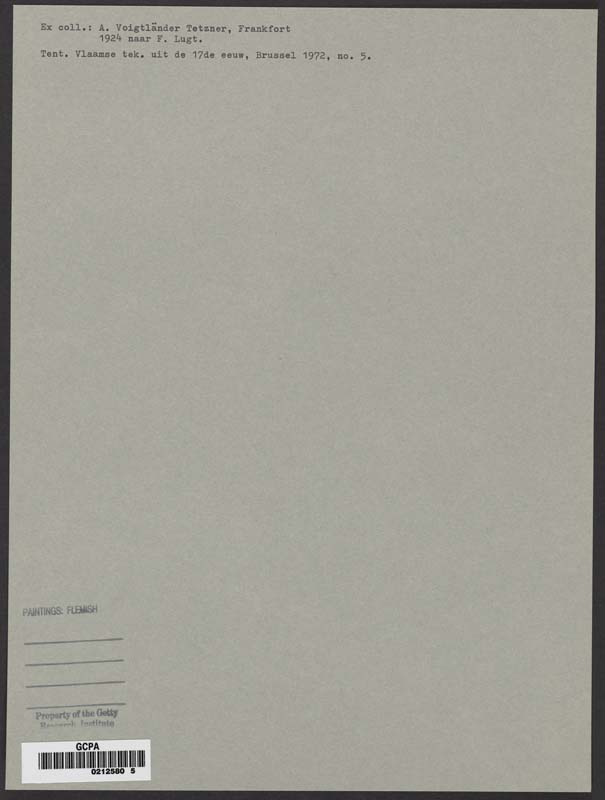 Ex coll.: A. Voigtländer Tetzner, Frankfort
1924 naar F. Lugt.
Tent. Vlaamse tek. uit de 17de eeuw, Brussel 1972, no. 5.
PAINTINGS: FLEMISH
Property of the Getty
Research Institute
GCPA
0212580 5